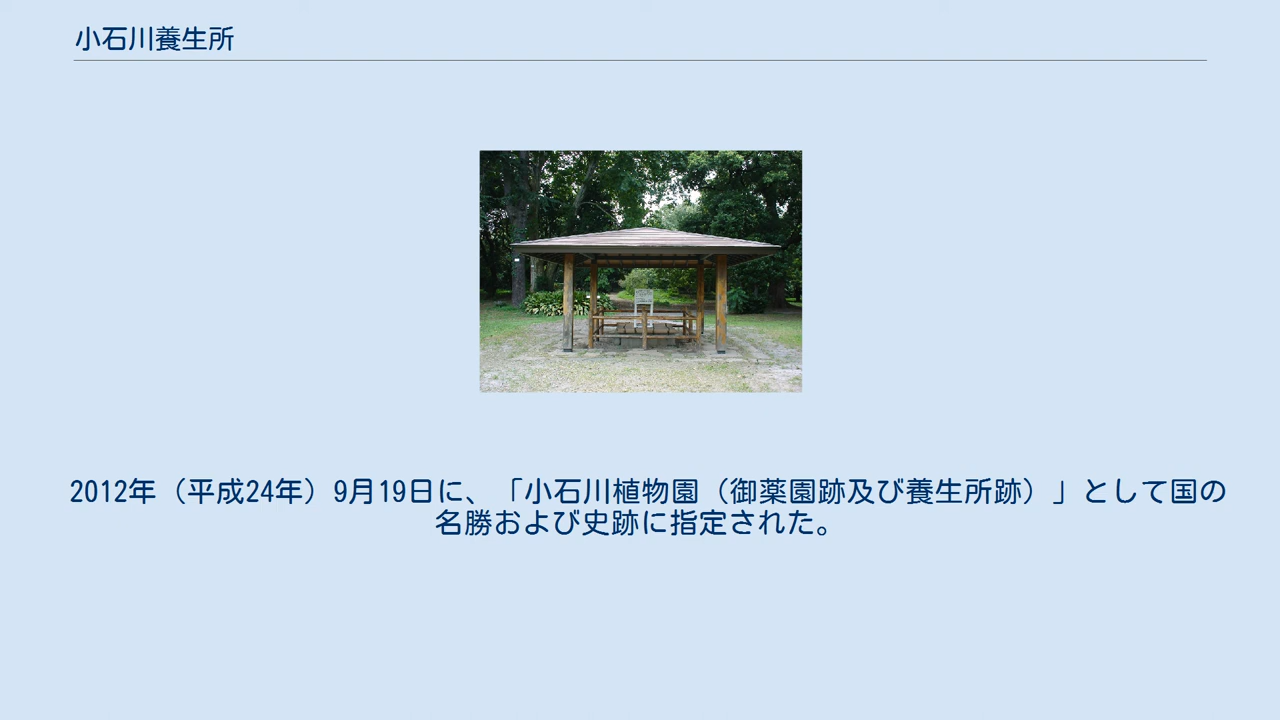 小石川養生所
2012年（平成24年）9月19日に、「小石川植物園（御薬園跡及び養生所跡）」として国の
名勝および史跡に指定された。